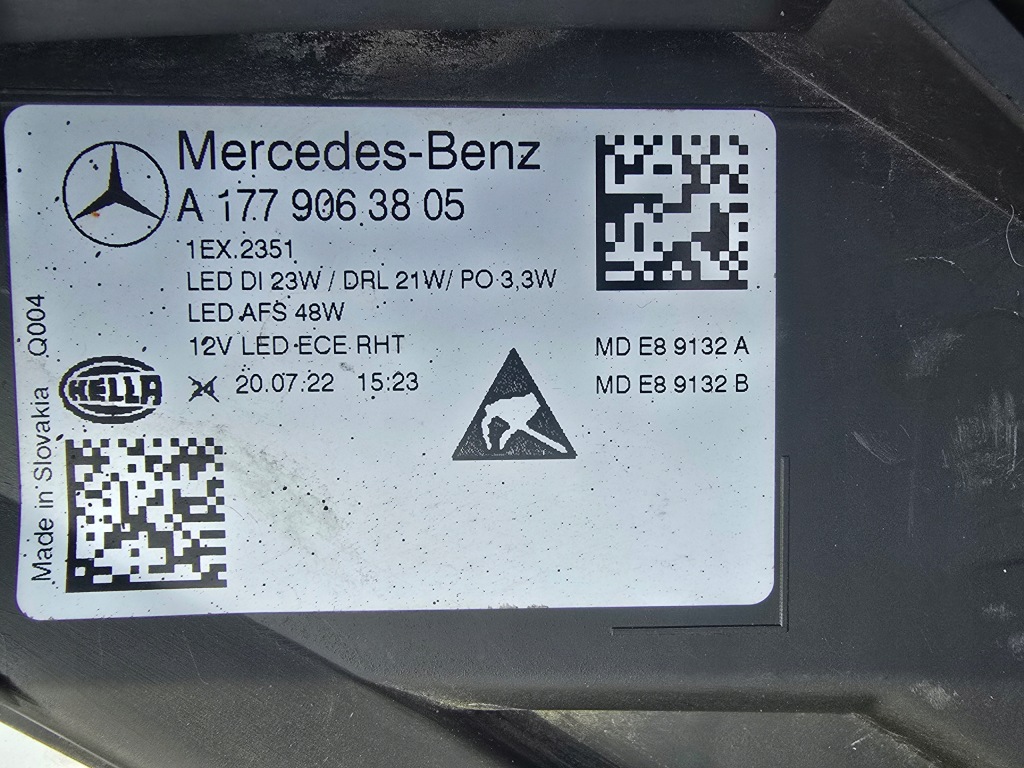 Mercedes-Benz
A 177 906 38 05
1EX.2351
LED DI 23W / DRL 21W/ PO 3,3W
LED AFS 48W
12V LED ECE RHT
24 20.07.22 15:23
MD E8 9132 A
MD E8 9132 B
HELLA
Made in Slovakia Q004